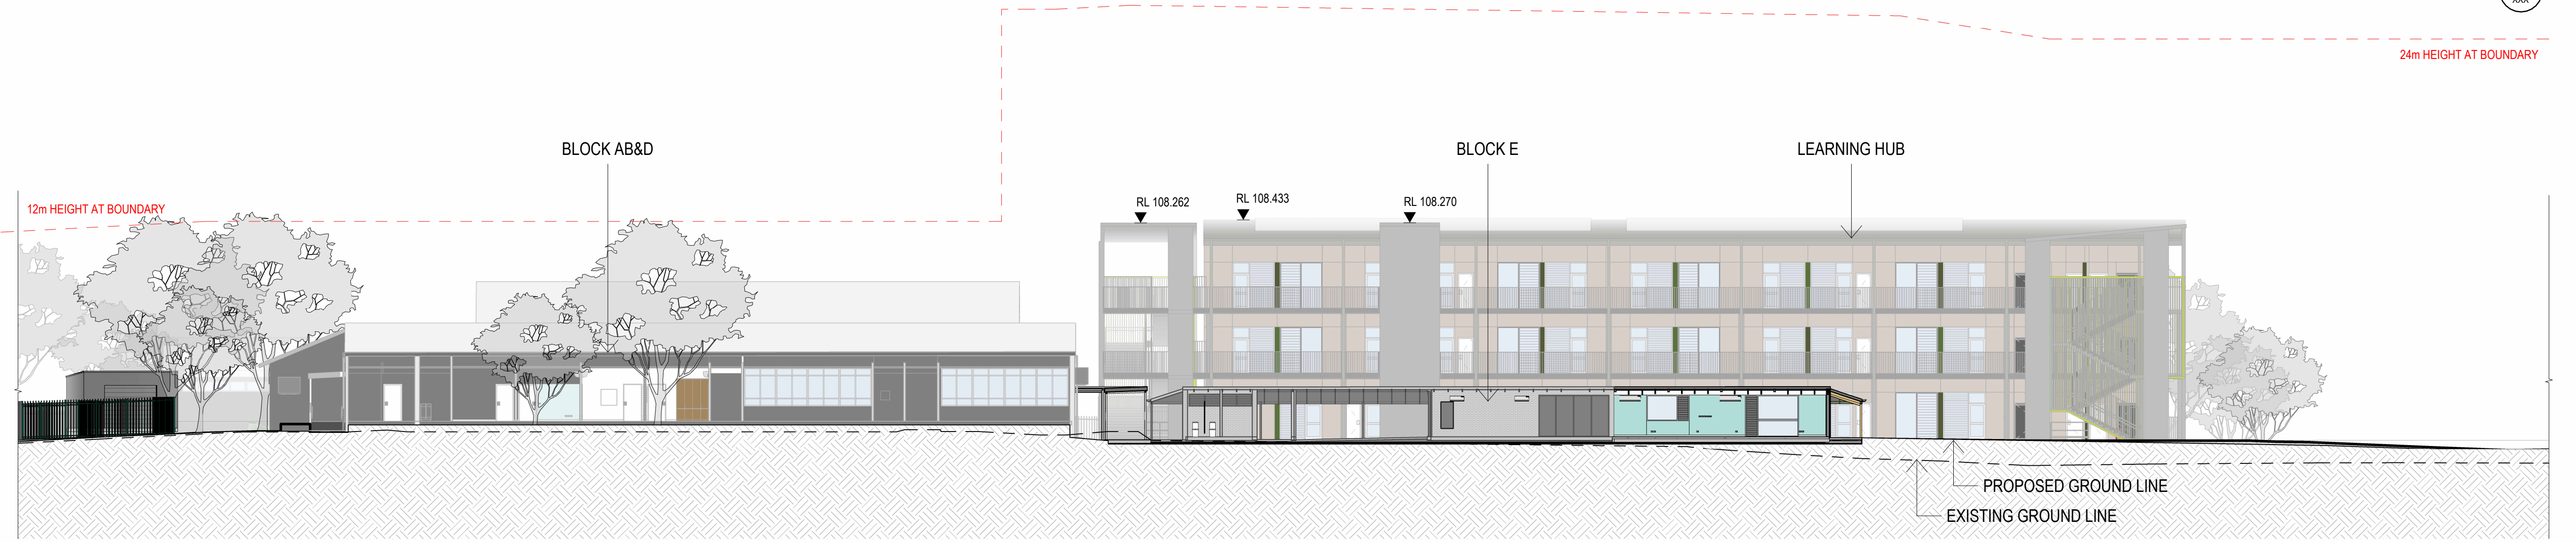 XXX
24m HEIGHT AT BOUNDARY
BLOCK AB&D
BLOCK E
LEARNING HUB
12m HEIGHT AT BOUNDARY
RL 108.262
RL 108.433
RL 108.270
PROPOSED GROUND LINE
EXISTING GROUND LINE